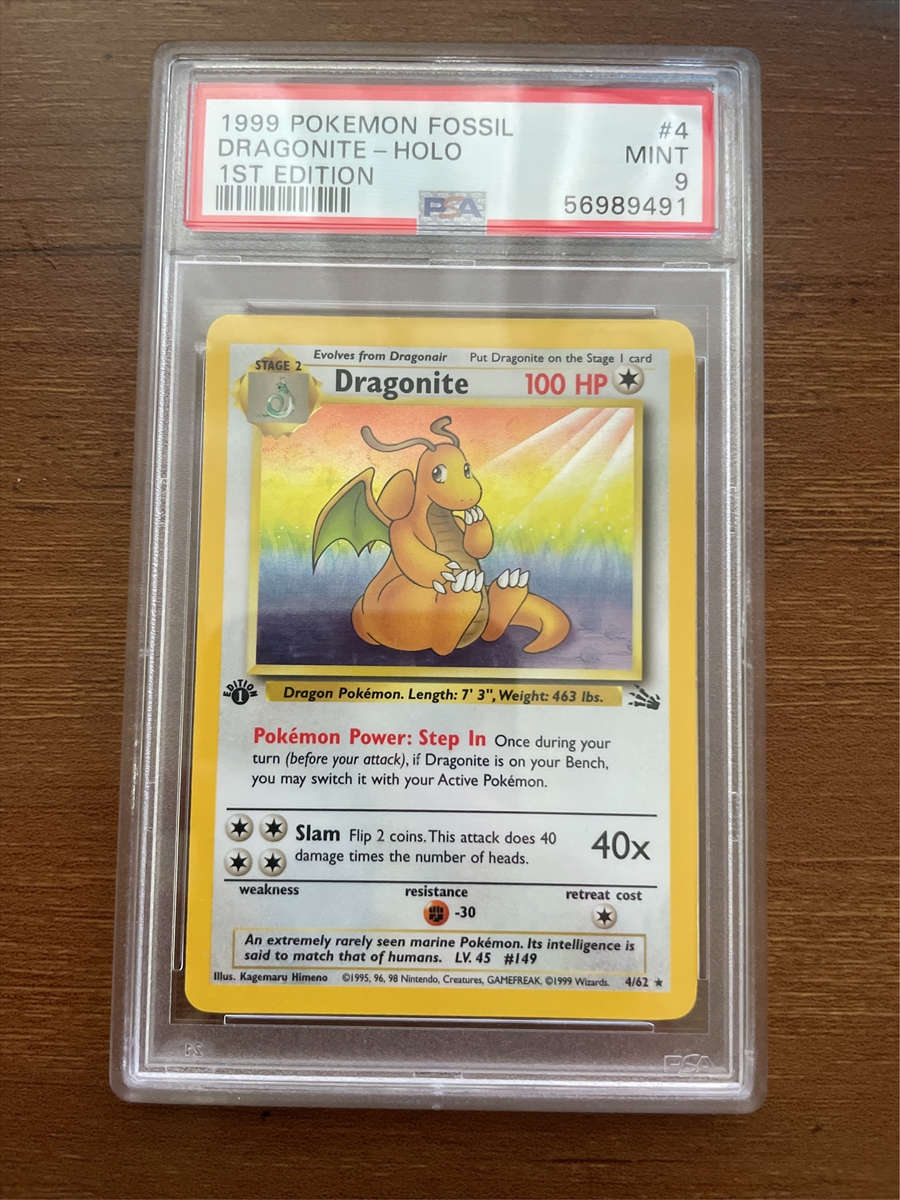 1999 POKEMON FOSSIL #4
DRAGONITE – HOLO MINT
1ST EDITION 9
PSA 56989491
STAGE 2
Evolves from Dragonair Put Dragonite on the Stage 1 card
Dragonite 100 HP
EDITION 1
Dragon Pokémon. Length: 7' 3", Weight: 463 lbs.
Pokémon Power: Step In Once during your
turn (before your attack), if Dragonite is on your Bench,
you may switch it with your Active Pokémon.
Slam Flip 2 coins. This attack does 40 40x
damage times the number of heads.
weakness resistance retreat cost
-30
An extremely rarely seen marine Pokémon. Its intelligence is
said to match that of humans. LV. 45 #149
Illus. Kagemaru Himeno ©1995, 96, 98 Nintendo, Creatures, GAMEFREAK. ©1999 Wizards. 4/62 ★
PSA